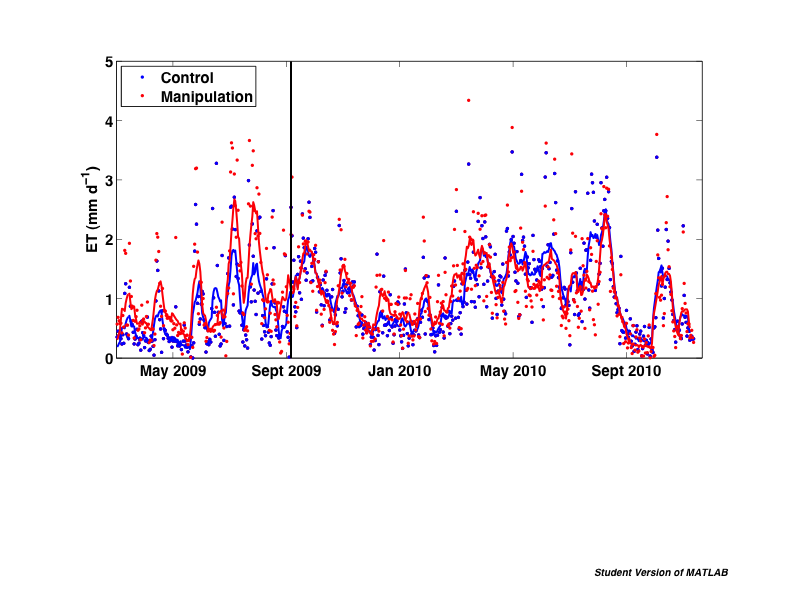 5
4
3
2
1
0
ET (mm d⁻¹)
Control
Manipulation
May 2009
Sept 2009
Jan 2010
May 2010
Sept 2010
Student Version of MATLAB